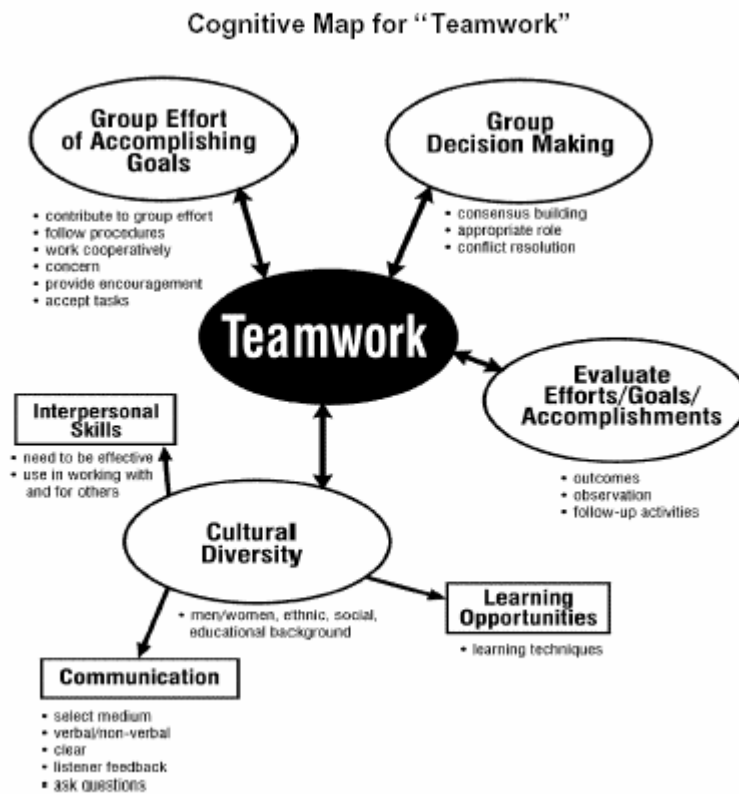 Cognitive Map for “Teamwork”
Group Effort
of Accomplishing
Goals
• contribute to group effort
• follow procedures
• work cooperatively
• concern
• provide encouragement
• accept tasks
Group
Decision Making
• consensus building
• appropriate role
• conflict resolution
Teamwork
Evaluate
Efforts/Goals/
Accomplishments
• outcomes
• observation
• follow-up activities
Interpersonal
Skills
• need to be effective
• use in working with
and for others
Cultural
Diversity
• men/women, ethnic, social,
educational background
Learning
Opportunities
• learning techniques
Communication
• select medium
• verbal/non-verbal
• clear
• listener feedback
• ask questions